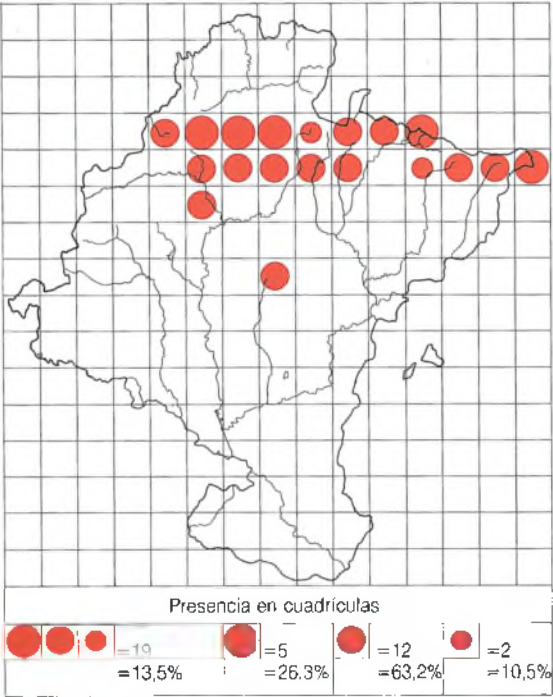 Presencia en cuadrículas
=19 =5 =12 =2
=13,5% =26.3% =63,2% =10,5%